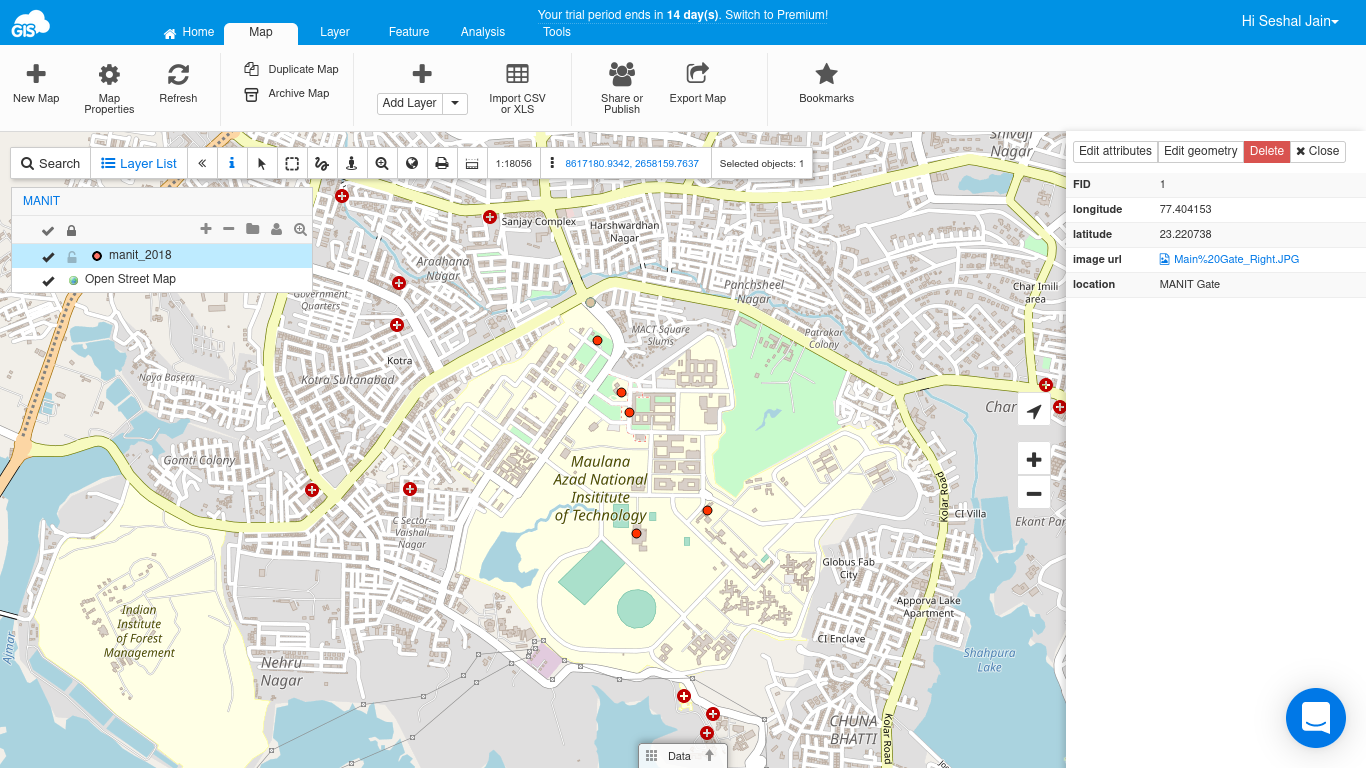 GIS
Your trial period ends in 14 day(s). Switch to Premium!
Hi Seshal Jain
Home
Map
Layer
Feature
Analysis
Tools
New Map
Map
Properties
Refresh
Duplicate Map
Archive Map
Add Layer
Import CSV
or XLS
Share or
Publish
Export Map
Bookmarks
Search
Layer List
1:18056
8617180.9342, 2658159.7637
Selected objects: 1
MANIT
manit_2018
Open Street Map
Edit attributes
Edit geometry
Delete
Close
FID 1
longitude 77.404153
latitude 23.220738
image url Main%20Gate_Right.JPG
location MANIT Gate
Shivaji
Nagar
Sanjay Complex
Harshwardhan
Nagar
Aradhana
Nagar
Government
Quarters
Panchsheel
Nagar
Char Imili
area
MACT Square
Slums
Patrakar
Colony
Kotra
Kotra Sultanabad
Naya Basera
Char
Gomti Colony
Maulana
Azad National
Insititute
of Technology
C Sector-
Vaishali
Nagar
Kolar Road
CI Villa
Ekant Par
Globus Fab
City
Apporva Lake
Apartment
CI Enclave
Shahpura
Lake
Indian
Institute
of Forest
Management
Ajmar
Nehru
Nagar
CHUNA
BHATTI
Kolar Road
Data